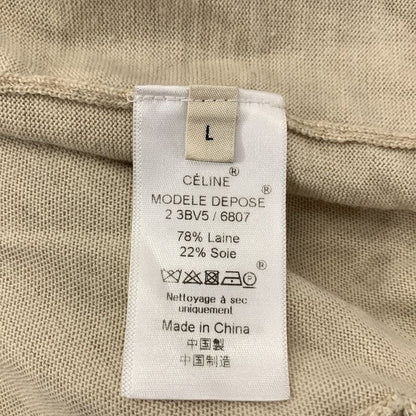 L
CÉLINE®
MODELE DEPOSE®
2 3BV5 / 6807
78% Laine
22% Soie
®
P
Nettoyage à sec
uniquement
Made in China
中国製
中国制造